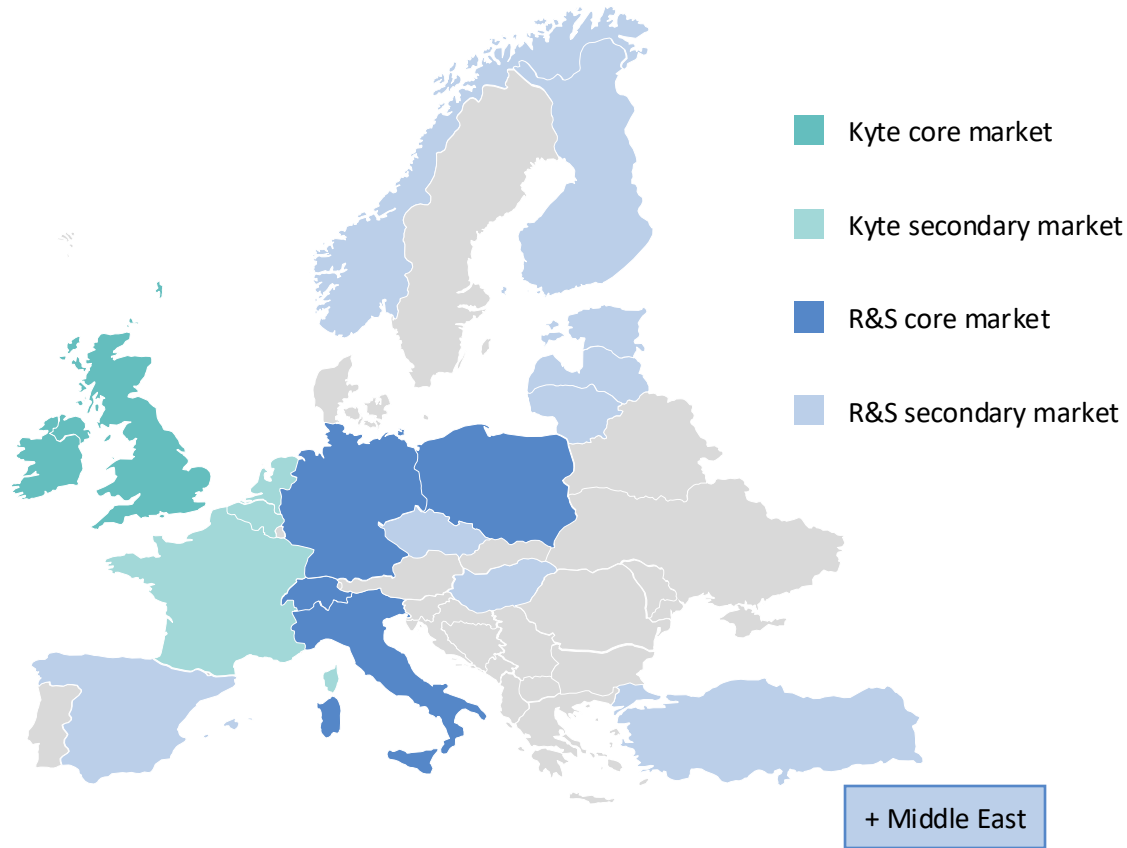 Kyte core market
Kyte secondary market
R&S core market
R&S secondary market
+ Middle East